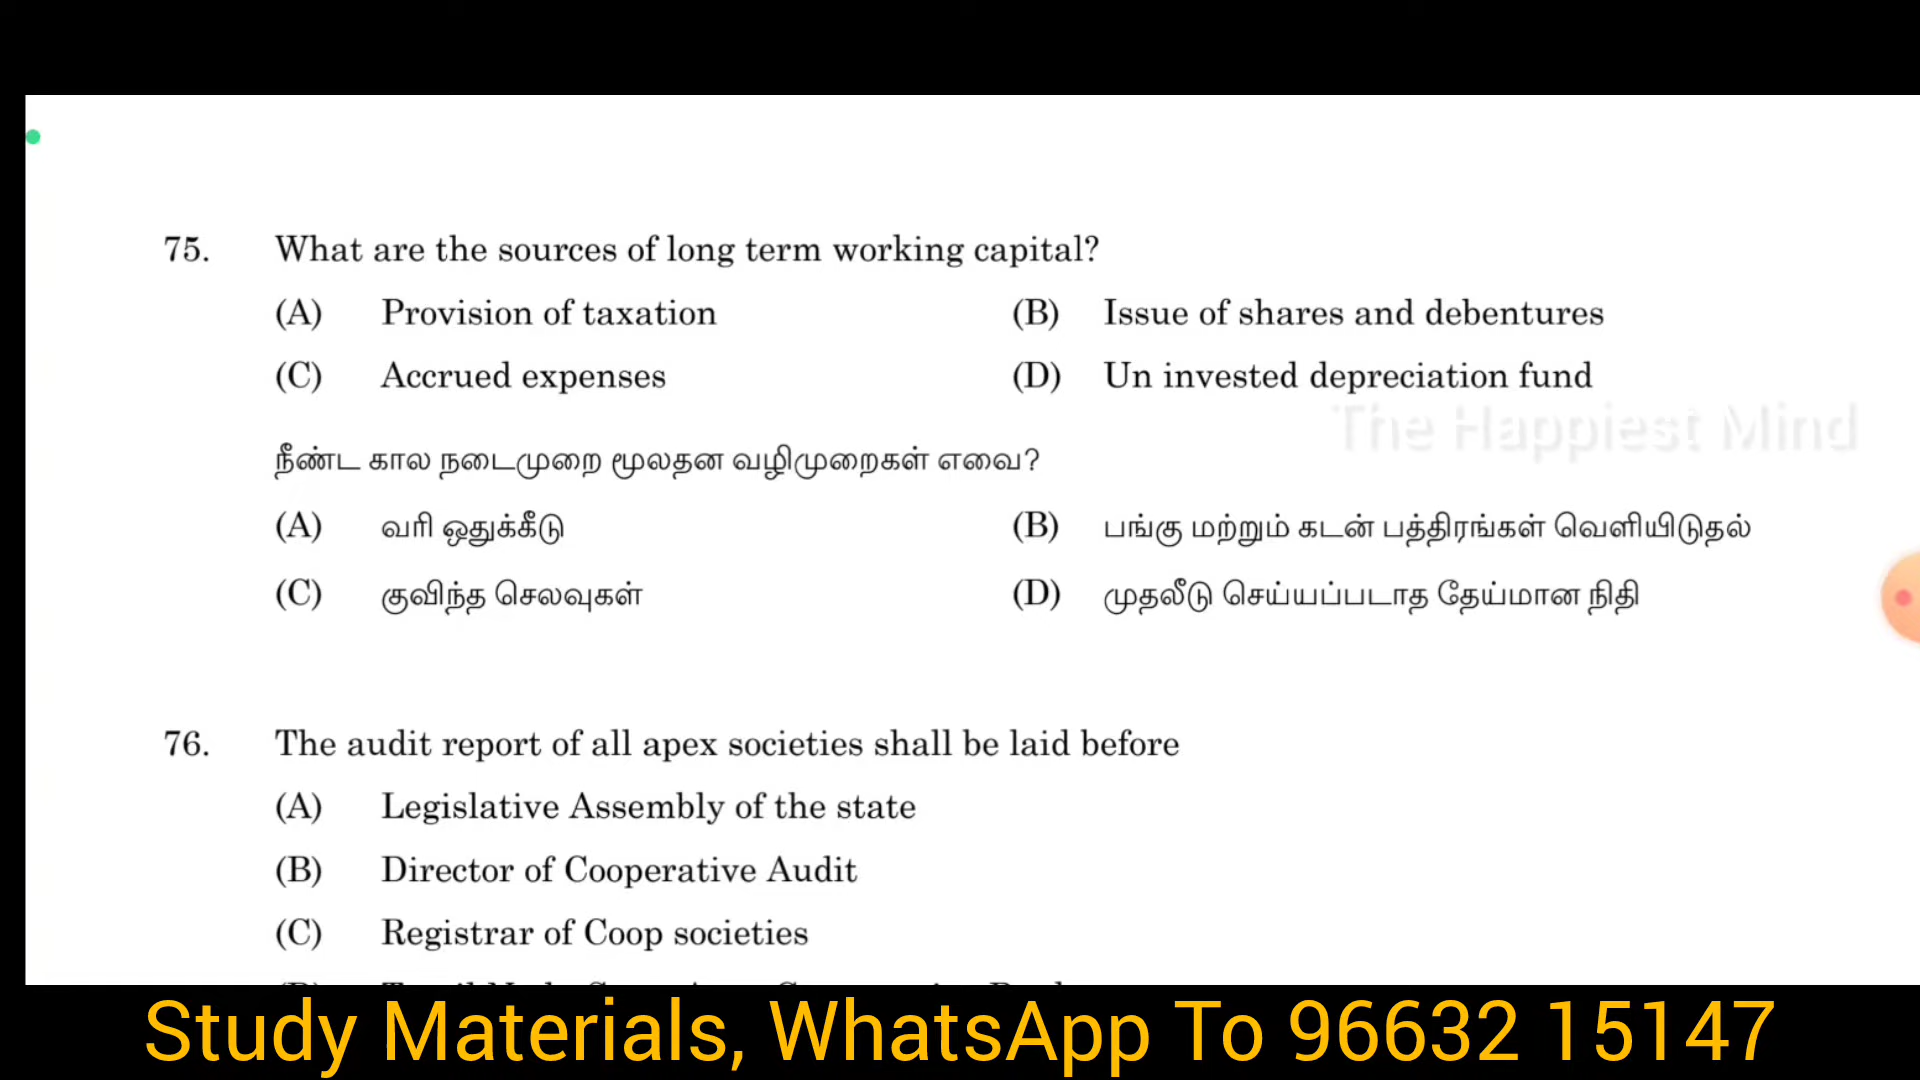 75. What are the sources of long term working capital?
(A) Provision of taxation (B) Issue of shares and debentures
(C) Accrued expenses (D) Un invested depreciation fund
The Happiest Mind
நீண்ட கால நடைமுறை மூலதன வழிமுறைகள் எவை?
(A) வரி ஒதுக்கீடு (B) பங்கு மற்றும் கடன் பத்திரங்கள் வெளியிடுதல்
(C) குவிந்த செலவுகள் (D) முதலீடு செய்யப்படாத தேய்மான நிதி
76. The audit report of all apex societies shall be laid before
(A) Legislative Assembly of the state
(B) Director of Cooperative Audit
(C) Registrar of Coop societies
Study Materials, WhatsApp To 96632 15147